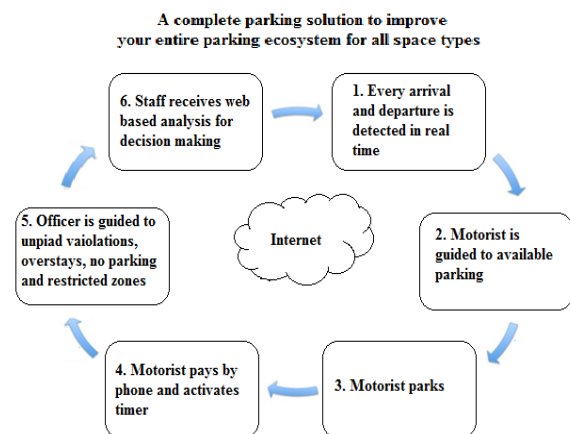 A complete parking solution to improve
your entire parking ecosystem for all space types
1. Every arrival
and departure is
detected in real
time
2. Motorist is
guided to available
parking
3. Motorist parks
4. Motorist pays by
phone and activates
timer
5. Officer is guided to
unpiad vaiolations,
overstays, no parking
and restricted zones
6. Staff receives web
based analysis for
decision making
Internet